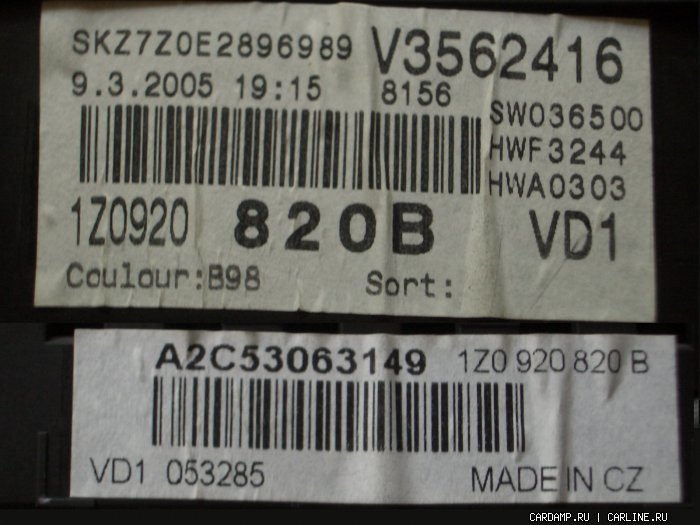 SKZ7Z0E2896989 V3562416
9.3.2005 19:15 8156
SW036500
HWF3244
HWA0303
1Z0920 820B VD1
Coulour:B98 Sort:
A2C53063149 1Z0 920 820 B
VD1 053285 MADE IN CZ
CARDAMP.RU | CARLINE.RU